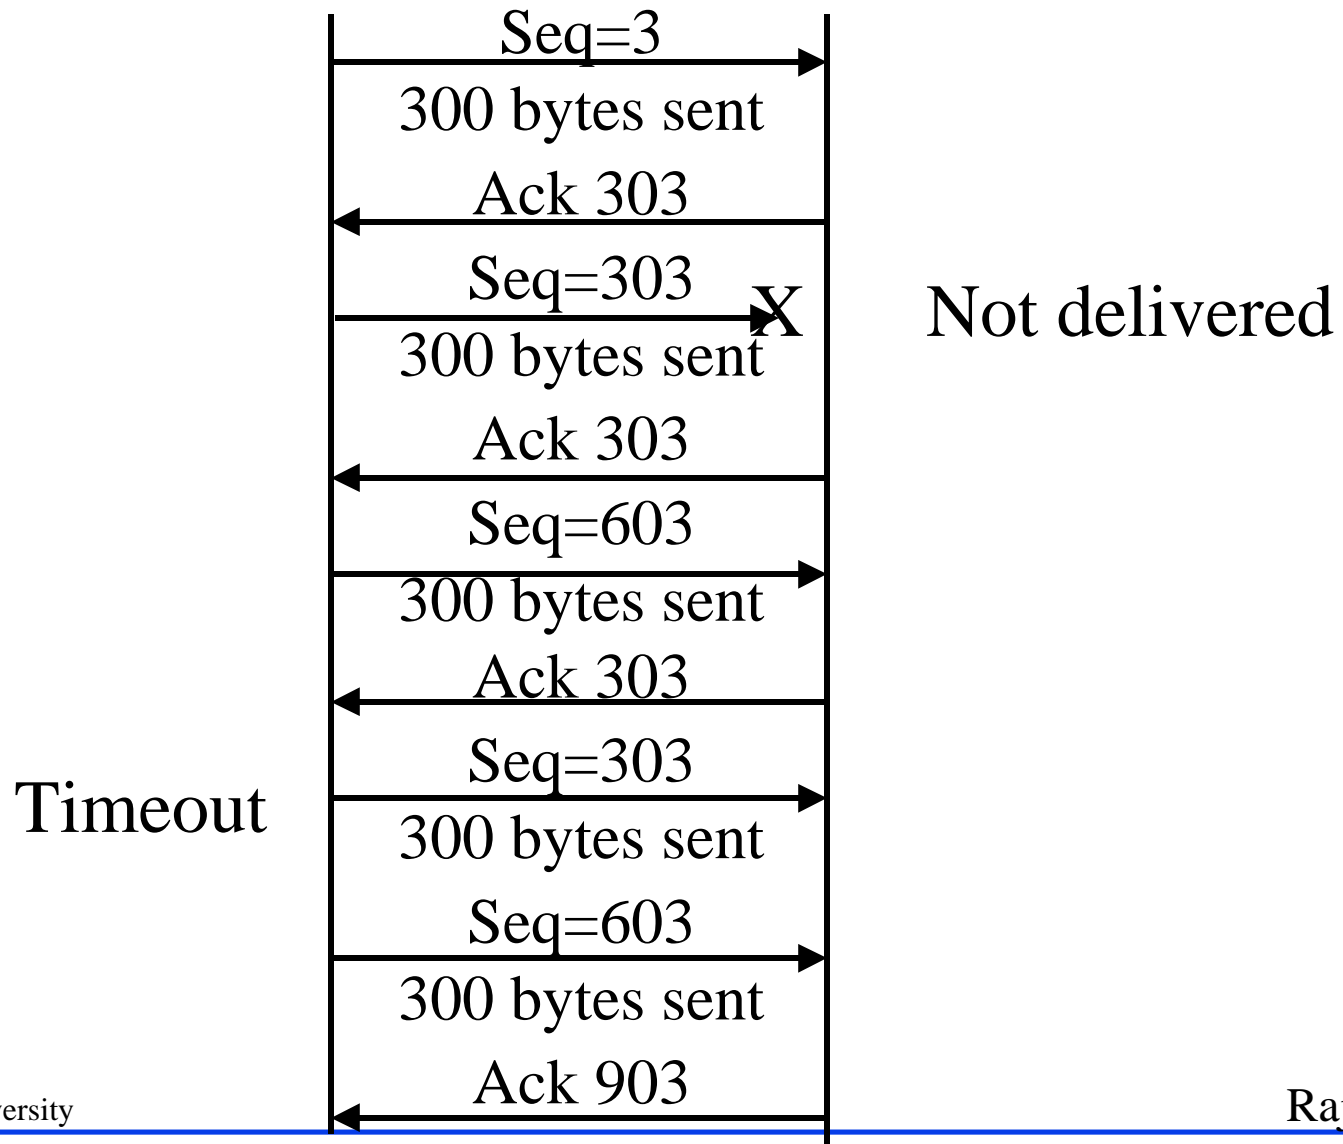 Seq=3
300 bytes sent
Ack 303
Seq=303
X
Not delivered
300 bytes sent
Ack 303
Seq=603
300 bytes sent
Ack 303
Seq=303
Timeout
300 bytes sent
Seq=603
300 bytes sent
Ack 903